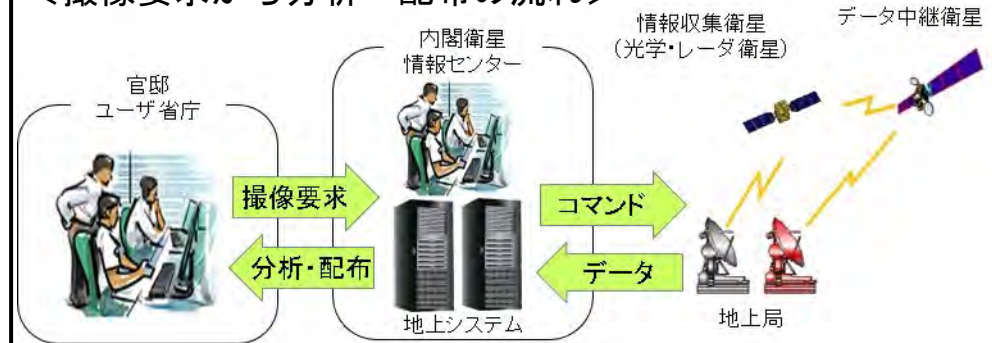 ＜撮像要求から分析・配布の流れ＞
官邸
ユーザ省庁
内閣衛星
情報センター
情報収集衛星
（光学・レーダ衛星）
データ中継衛星
撮像要求
分析・配布
コマンド
データ
地上システム
地上局